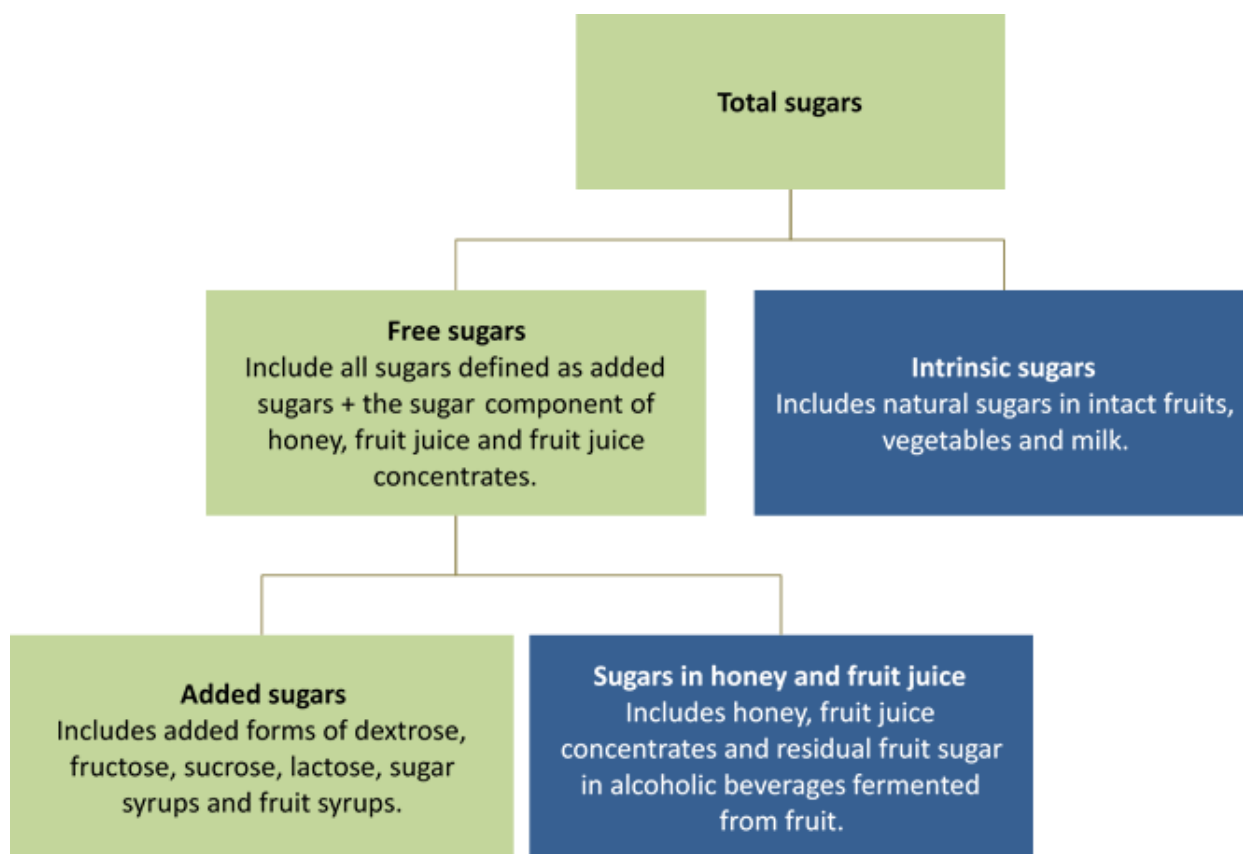 Total sugars
Free sugars
Include all sugars defined as added
sugars + the sugar component of
honey, fruit juice and fruit juice
concentrates.
Intrinsic sugars
Includes natural sugars in intact fruits,
vegetables and milk.
Added sugars
Includes added forms of dextrose,
fructose, sucrose, lactose, sugar
syrups and fruit syrups.
Sugars in honey and fruit juice
Includes honey, fruit juice
concentrates and residual fruit sugar
in alcoholic beverages fermented
from fruit.